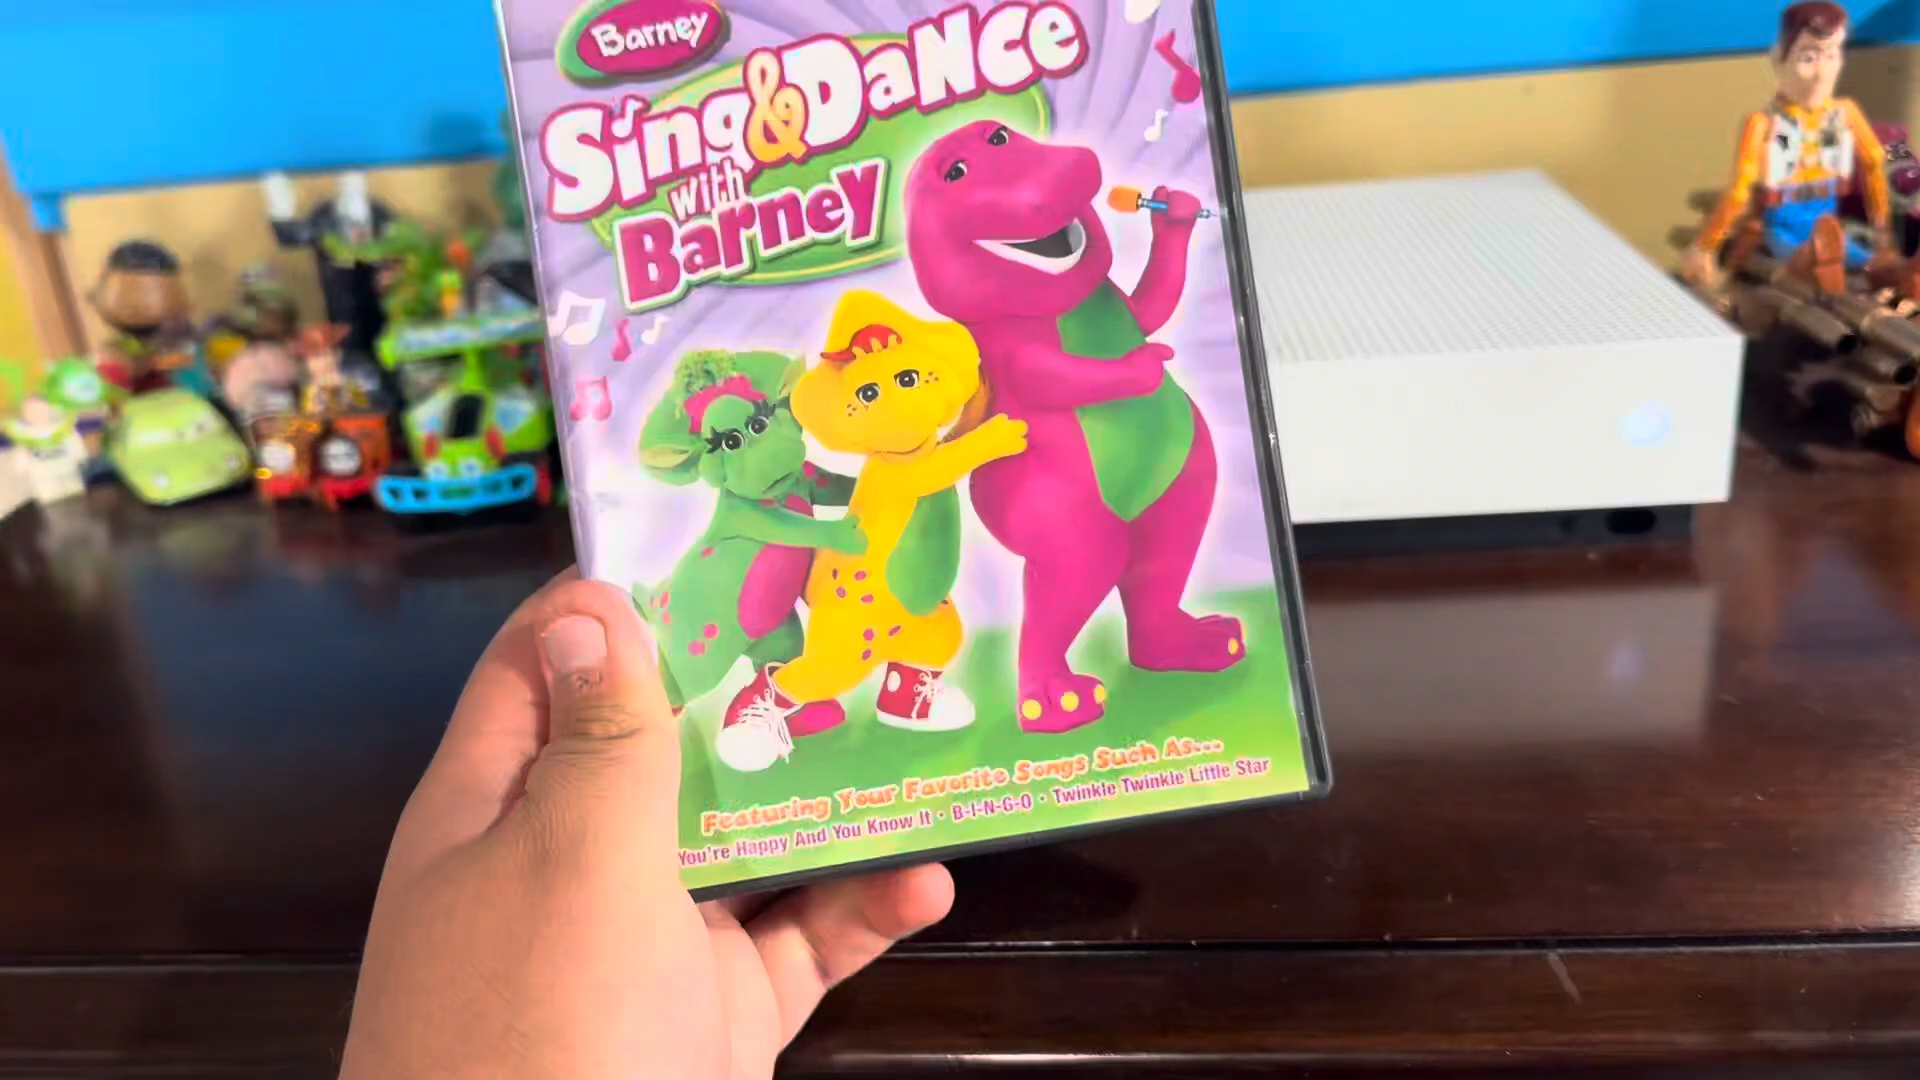 Barney
Sing & Dance
With
Barney
Featuring Your Favorite Songs Such As...
You're Happy And You Know It • B-I-N-G-O • Twinkle Twinkle Little Star